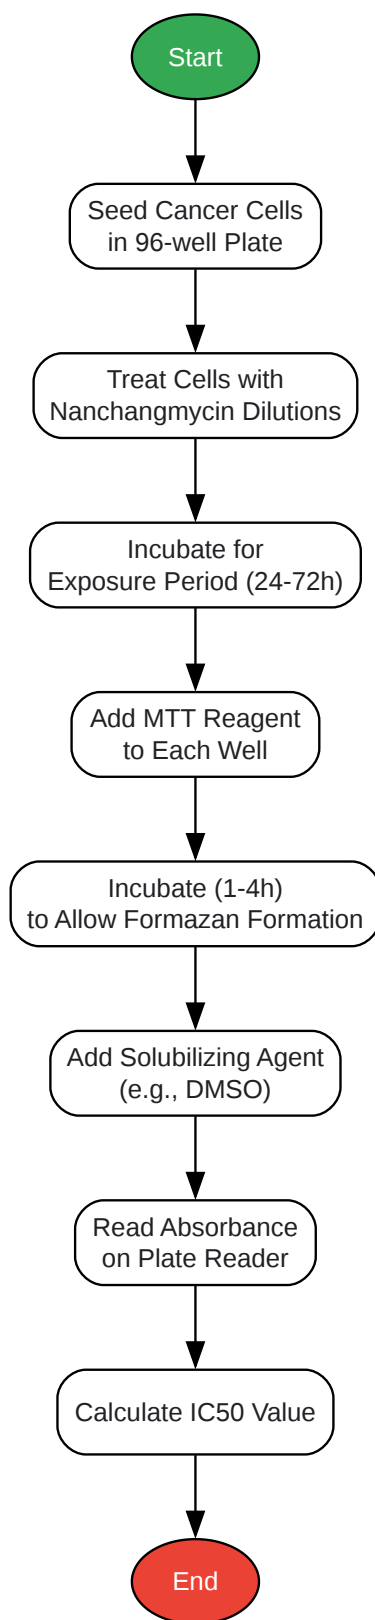 Start
Seed Cancer Cells
in 96-well Plate
Treat Cells with
Nanchangmycin Dilutions
Incubate for
Exposure Period (24-72h)
Add MTT Reagent
to Each Well
Incubate (1-4h)
to Allow Formazan Formation
Add Solubilizing Agent
(e.g., DMSO)
Read Absorbance
on Plate Reader
Calculate IC50 Value
End